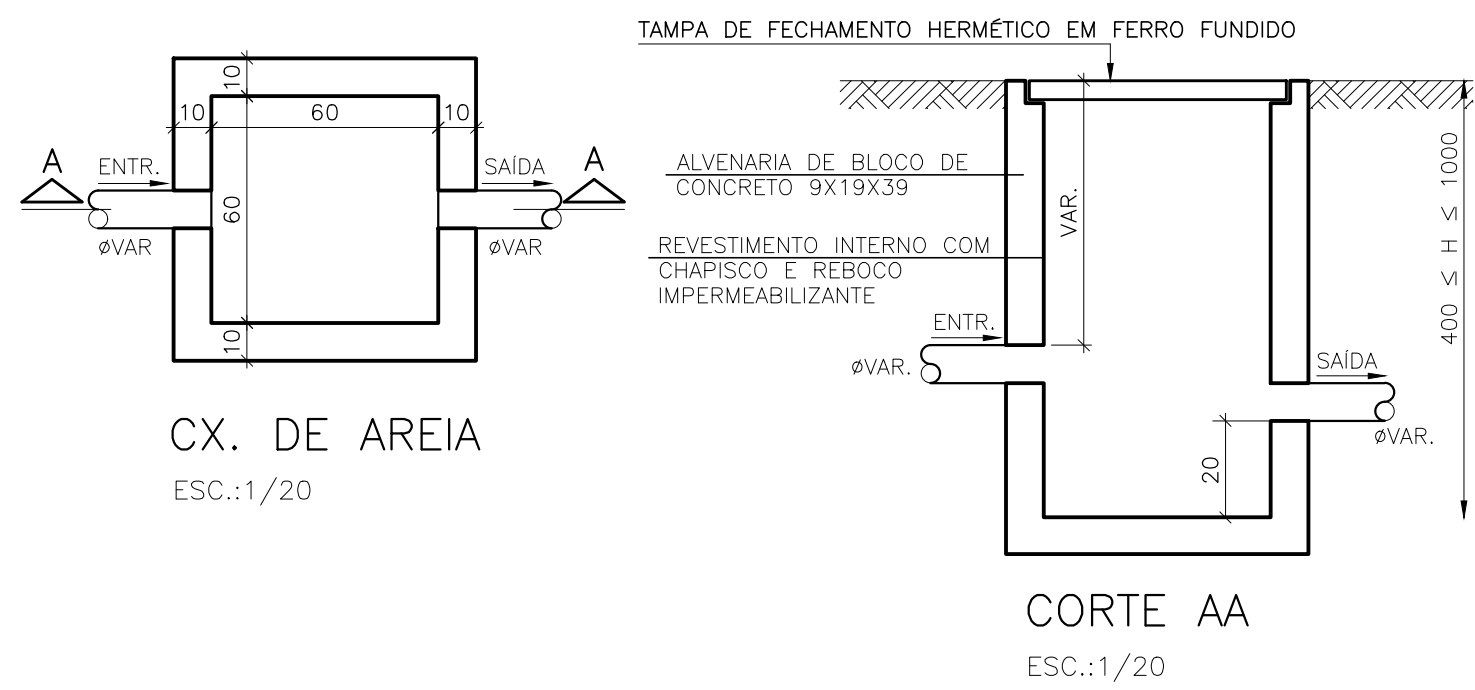 10
10
60
10
A
ENTR.
60
SAÍDA
A
øVAR
øVAR
10
CX. DE AREIA
ESC.:1/20
TAMPA DE FECHAMENTO HERMÉTICO EM FERRO FUNDIDO
ALVENARIA DE BLOCO DE
CONCRETO 9X19X39
VAR.
REVESTIMENTO INTERNO COM
CHAPISCO E REBOCO
IMPERMEABILIZANTE
400 ≤ H ≤ 1000
ENTR.
øVAR.
SAÍDA
øVAR.
20
CORTE AA
ESC.:1/20